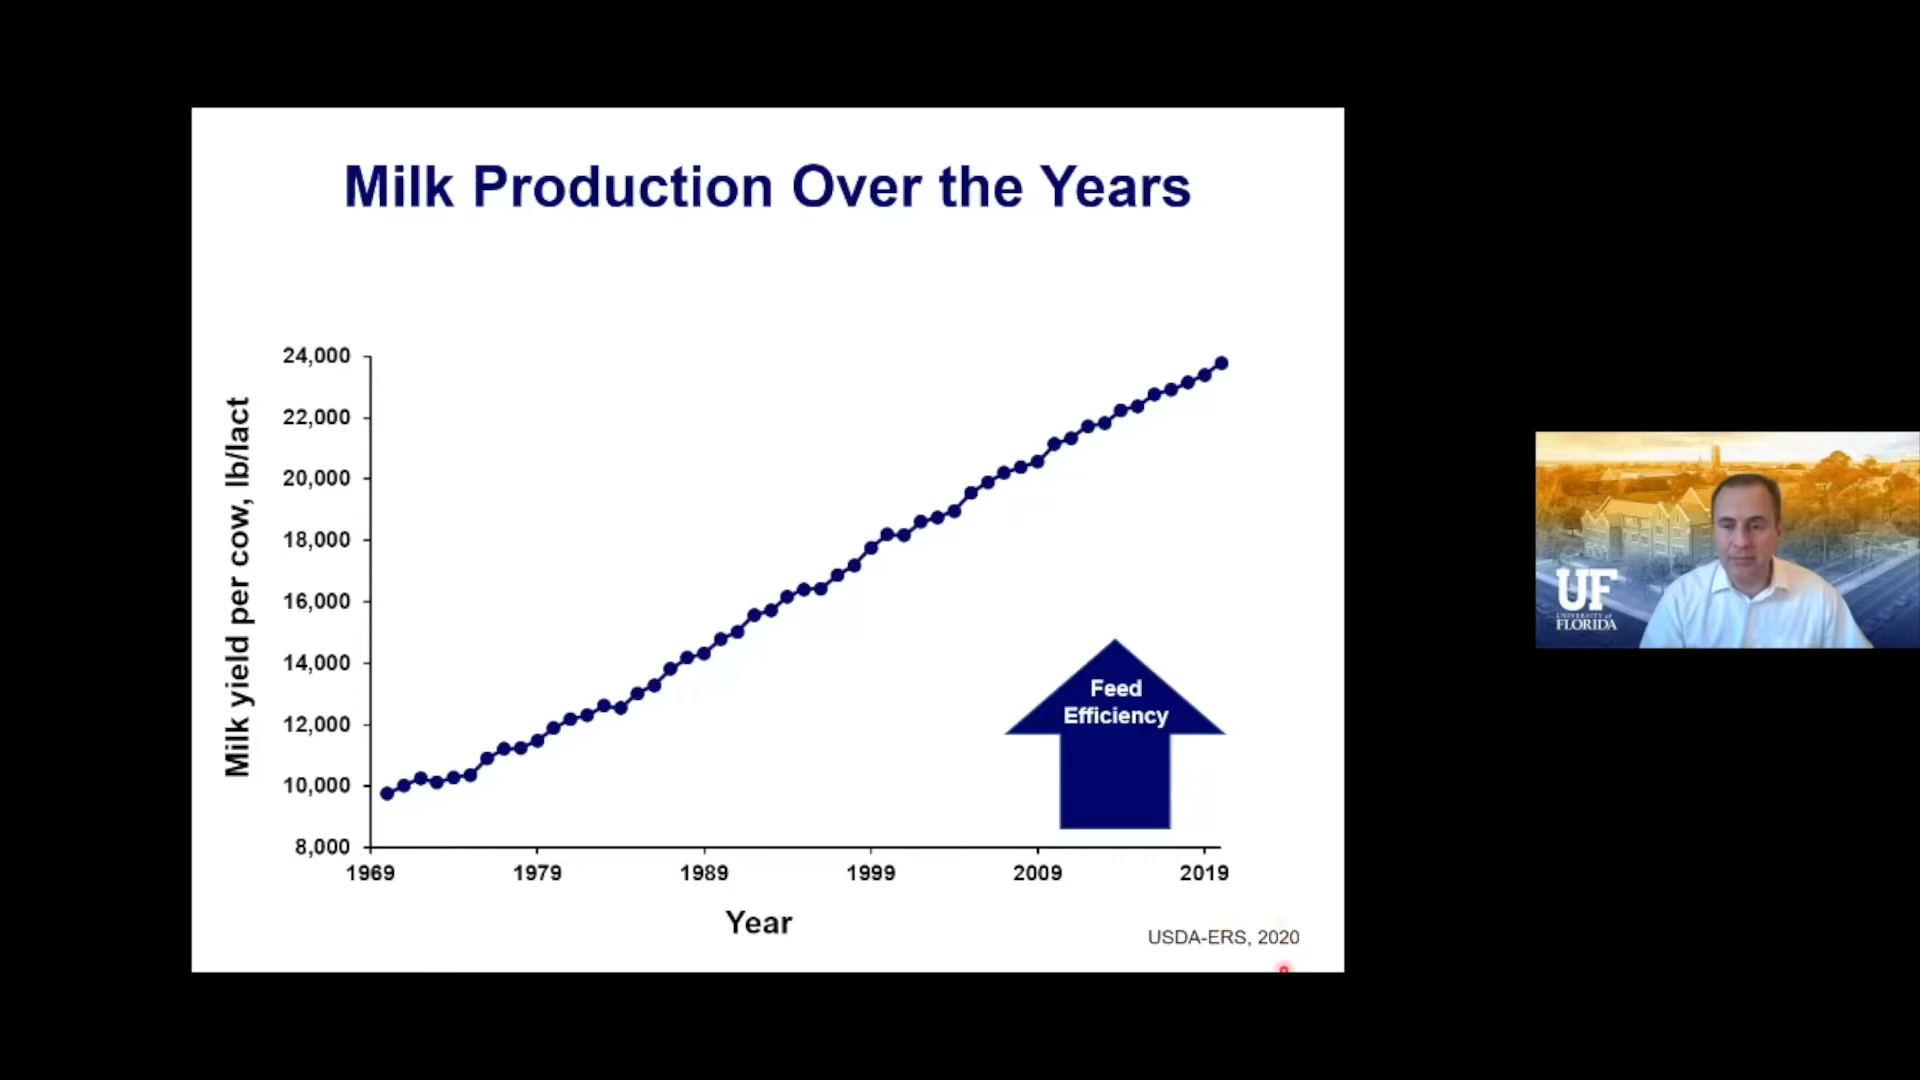 Milk Production Over the Years
Milk yield per cow, lb/lact
24,000
22,000
20,000
18,000
16,000
14,000
12,000
10,000
8,000
1969 1979 1989 1999 2009 2019
Year
Feed
Efficiency
USDA-ERS, 2020
UF
UNIVERSITY of
FLORIDA